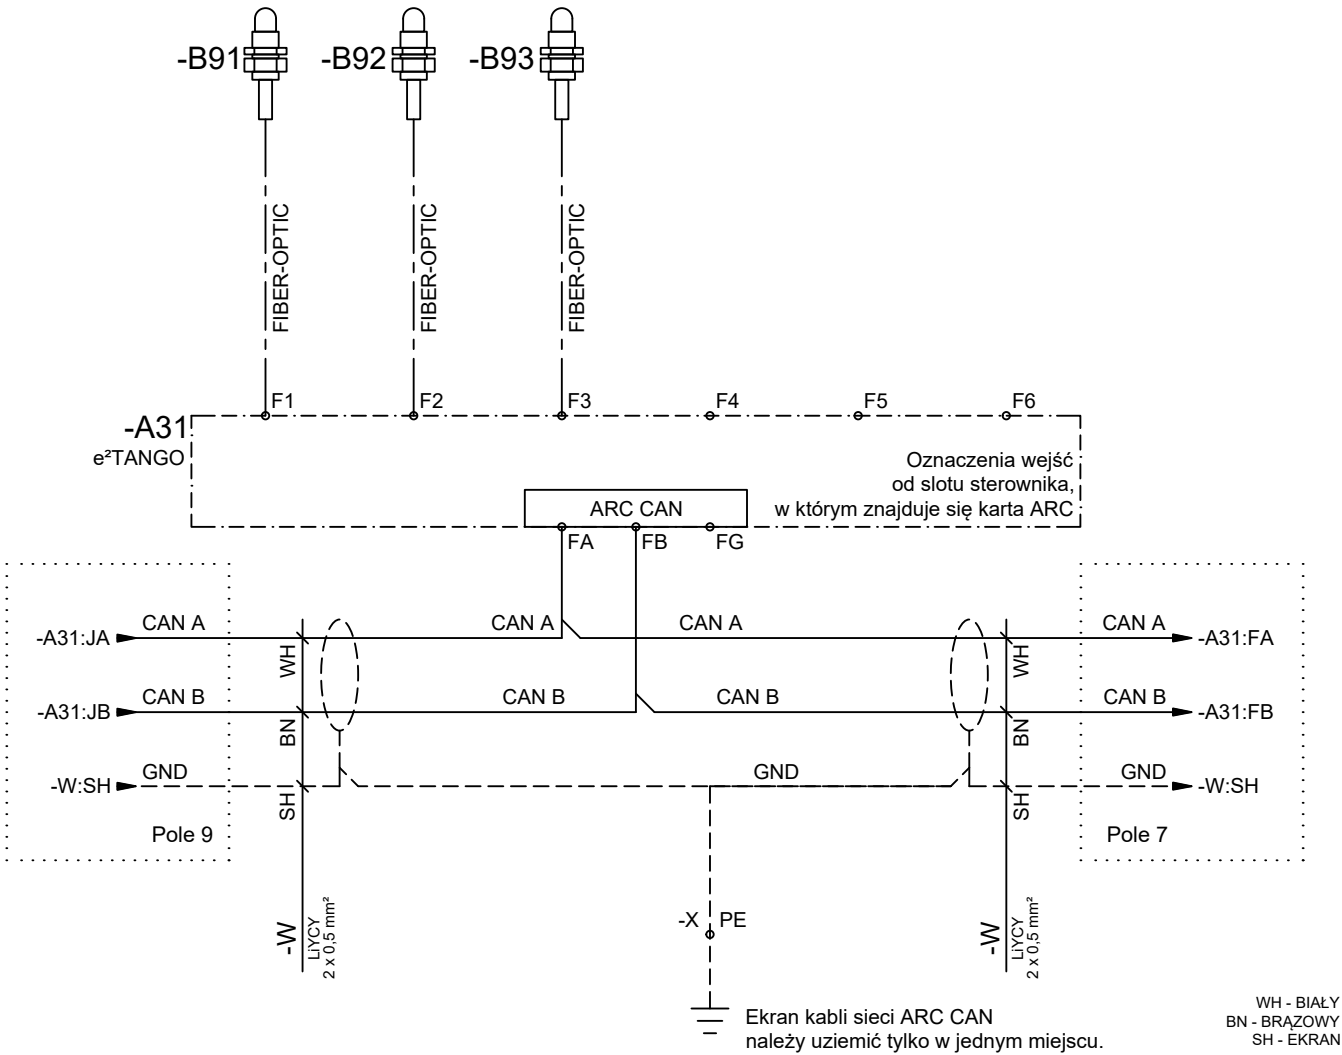 -B91
-B92
-B93
FIBER-OPTIC
FIBER-OPTIC
FIBER-OPTIC
F1
F2
F3
F4
F5
F6
-A31
e²TANGO
Oznaczenia wejść
od slotu sterownika,
w którym znajduje się karta ARC
ARC CAN
FA
FB
FG
-A31:JA
CAN A
CAN A
CAN A
CAN A
-A31:FA
WH
WH
-A31:JB
CAN B
CAN B
CAN B
CAN B
-A31:FB
BN
BN
-W:SH
GND
GND
GND
-W:SH
SH
SH
Pole 9
Pole 7
-W
LiYCY
2 x 0,5 mm²
-X
PE
-W
LiYCY
2 x 0,5 mm²
Ekran kabli sieci ARC CAN
należy uziemić tylko w jednym miejscu.
WH - BIAŁY
BN - BRĄZOWY
SH - EKRAN